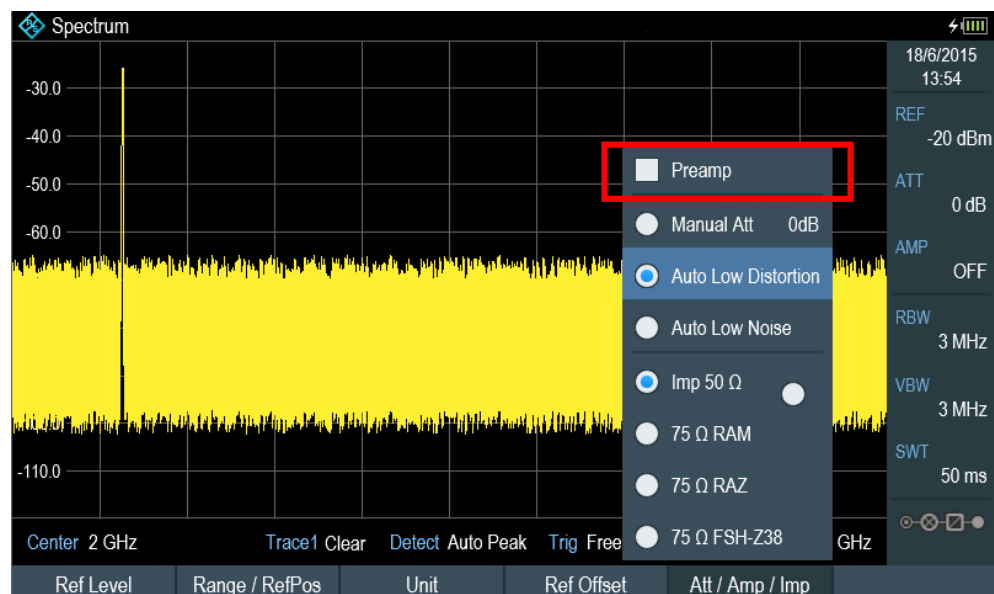 Spectrum
18/6/2015
13:54
-30.0
-40.0
-50.0
-60.0
-110.0
Preamp
Manual Att 0dB
Auto Low Distortion
Auto Low Noise
Imp 50 Ω
75 Ω RAM
75 Ω RAZ
75 Ω FSH-Z38
REF
-20 dBm
ATT
0 dB
AMP
OFF
RBW
3 MHz
VBW
3 MHz
SWT
50 ms
Center 2 GHz Trace1 Clear Detect Auto Peak Trig Free GHz
Ref Level Range / RefPos Unit Ref Offset Att / Amp / Imp